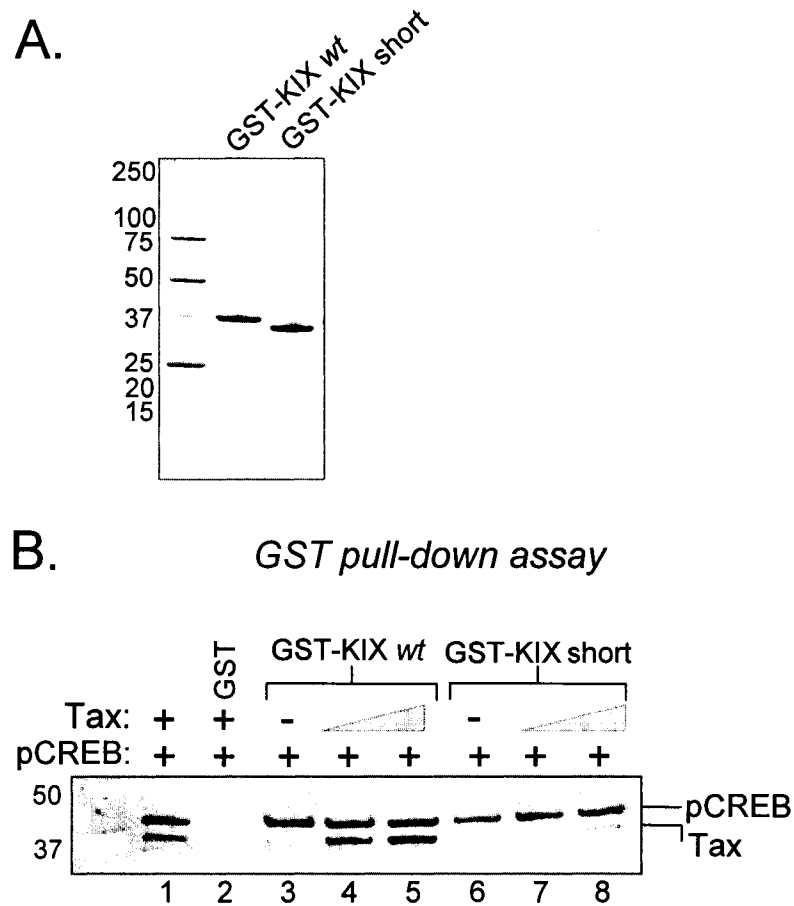 A.
GST-KIX wt
GST-KIX short
250
100
75
50
37
25
20
15
B.
GST pull-down assay
GST
GST-KIX wt GST-KIX short
Tax: + + - -
pCREB: + + + + + + + +
50
37
pCREB
Tax
1 2 3 4 5 6 7 8